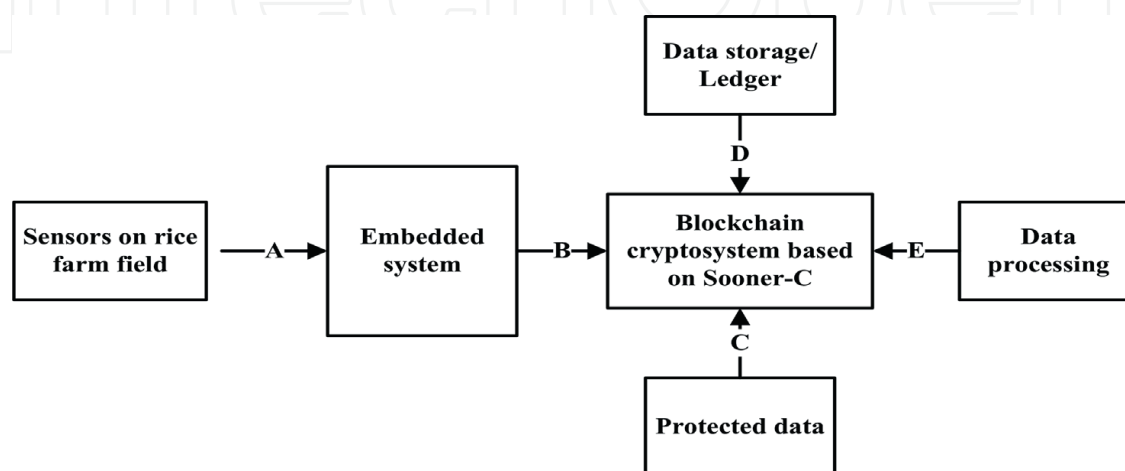 Data storage/
Ledger
D
Sensors on rice
farm field
A
Embedded
system
B
Blockchain
cryptosystem based
on Sooner-C
E
Data
processing
C
Protected data